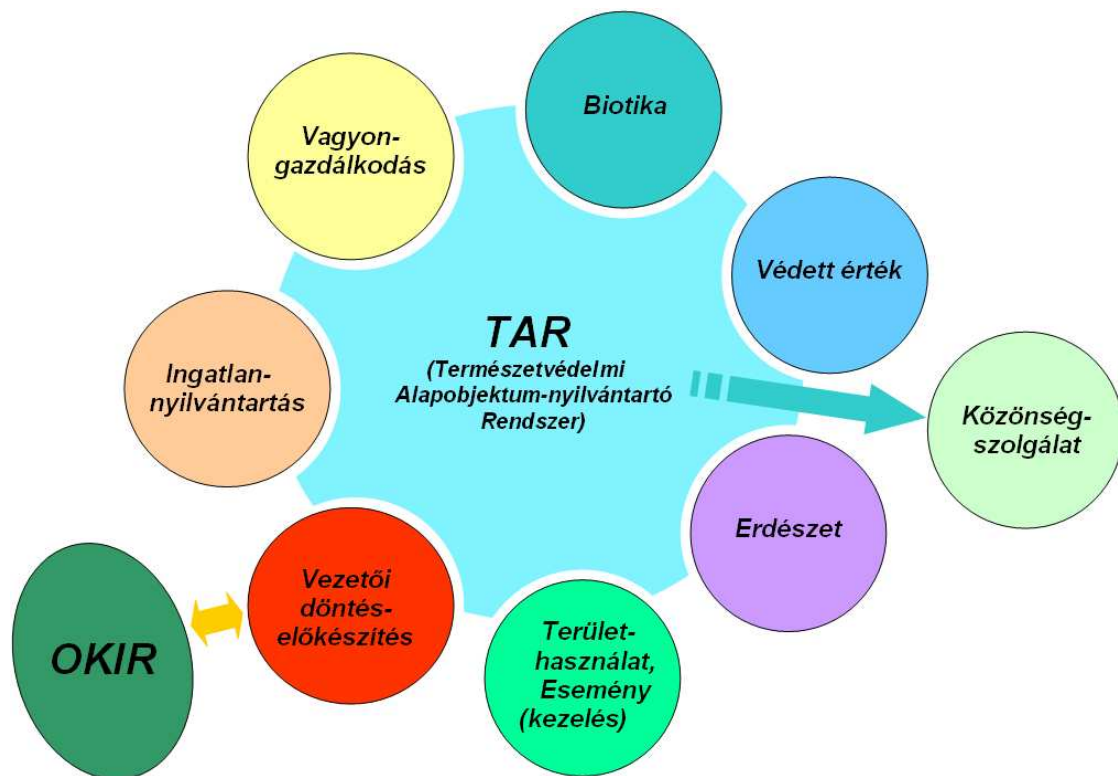 Biotika
Vagyon-
gazdálkodás
Védett érték
TAR
(Természetvédelmi
Alapobjektum-nyilvántartó
Rendszer)
Ingatlan-
nyilvántartás
Közönség-
szolgálat
Erdészet
Vezetői
döntés-
előkészítés
Terület-
használat,
Esemény
(kezelés)
OKIR